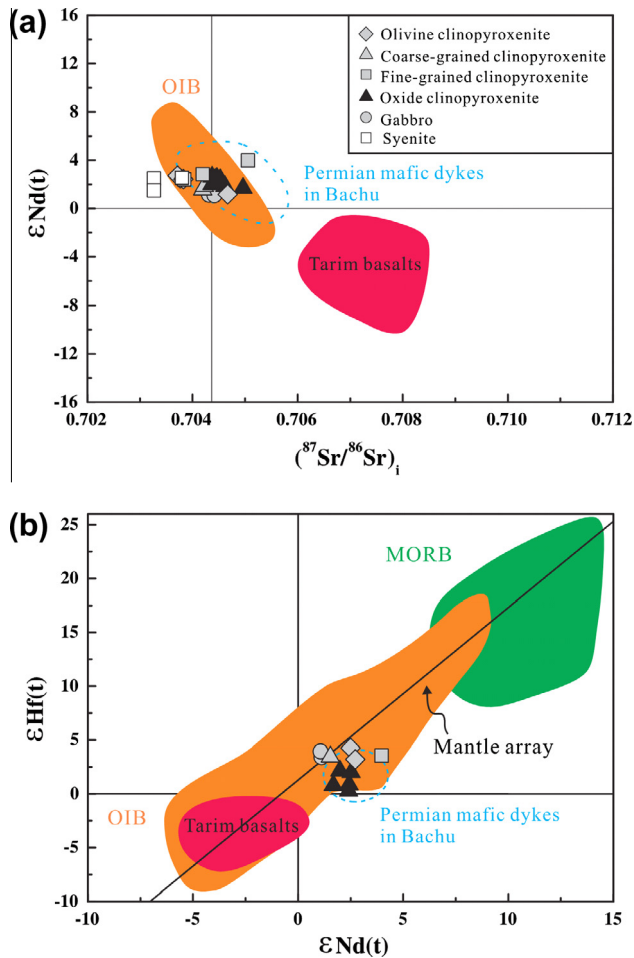 (a)
16
12
8
4
0
-4
-8
-12
-16
εNd(t)
OIB
Olivine clinopyroxenite
Coarse-grained clinopyroxenite
Fine-grained clinopyroxenite
Oxide clinopyroxenite
Gabbro
Syenite
Permian mafic dykes
in Bachu
Tarim basalts
0.702 0.704 0.706 0.708 0.710 0.712
(⁸⁷Sr/⁸⁶Sr)i
(b)
25
20
15
10
5
0
-5
-10
εHf(t)
MORB
Mantle array
OIB
Tarim basalts
Permian mafic dykes
in Bachu
-10 -5 0 5 10 15
εNd(t)